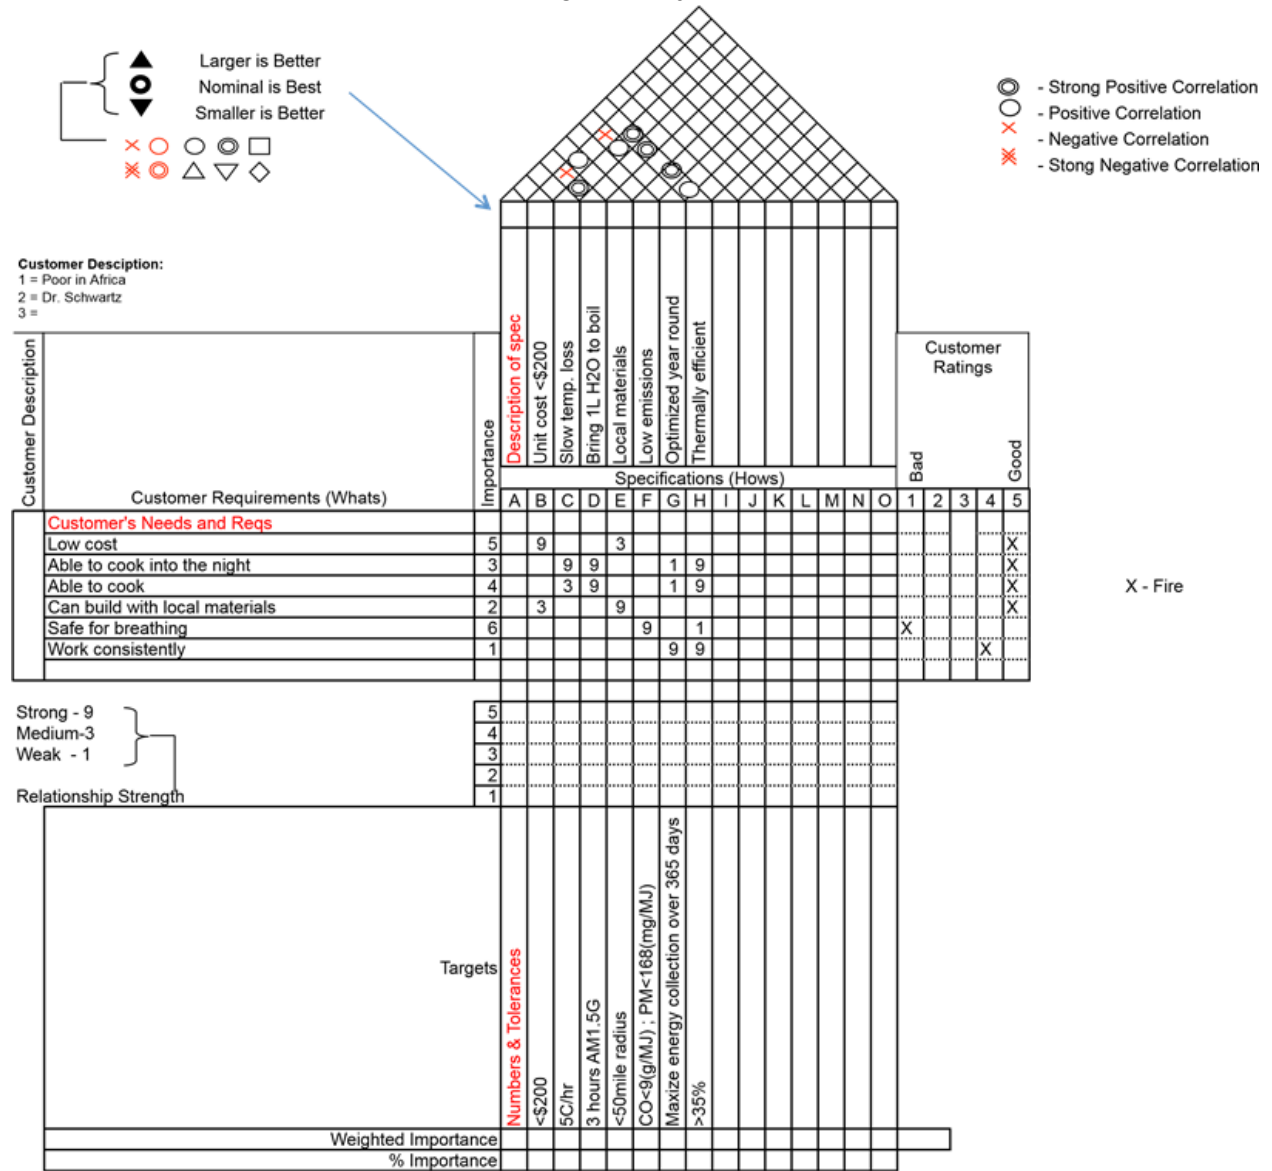 Larger is Better
Nominal is Best
Smaller is Better
- Strong Positive Correlation
- Positive Correlation
- Negative Correlation
- Stong Negative Correlation
Customer Desciption:
1 = Poor in Africa
2 = Dr. Schwartz
3 =
Customer Description
Customer Requirements (Whats)
Importance
Description of spec
Unit cost <$200
Slow temp. loss
Bring 1L H2O to boil
Local materials
Low emissions
Optimized year round
Thermally efficient
Specifications (Hows)
A B C D E F G H I J K L M N O
Customer
Ratings
Bad
Good
1 2 3 4 5
Customer's Needs and Reqs
Low cost 5 9 3 X
Able to cook into the night 3 9 9 1 9 X
Able to cook 4 3 9 1 9 X
Can build with local materials 2 3 9 X
Safe for breathing 6 9 1 X
Work consistently 1 9 9 X
X - Fire
Strong - 9
Medium-3
Weak - 1
Relationship Strength
5
4
3
2
1
Targets
Numbers & Tolerances
<$200
5C/hr
3 hours AM1.5G
<50mile radius
CO<9(g/MJ) ; PM<168(mg/MJ)
Maxize energy collection over 365 days
>35%
Weighted Importance
% Importance